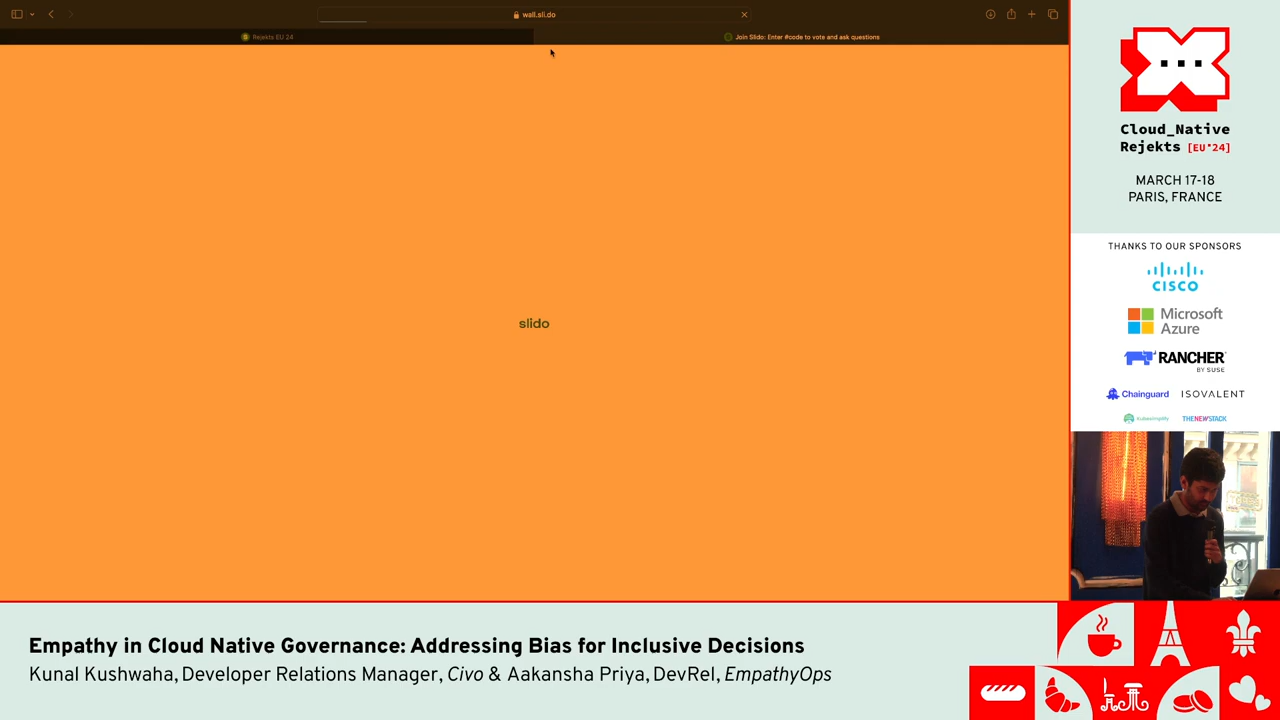 wall.sli.do
Rejekts EU 24
Join Slido: Enter #code to vote and ask questions
slido
Cloud_Native
Rejekts [EU'24]
MARCH 17-18
PARIS, FRANCE
THANKS TO OUR SPONSORS
CISCO
Microsoft
Azure
RANCHER
BY SUSE
Chainguard
ISOVALENT
Kubesimplify
THENEWSTACK
Empathy in Cloud Native Governance: Addressing Bias for Inclusive Decisions
Kunal Kushwaha, Developer Relations Manager, Civo & Aakansha Priya, DevRel, EmpathyOps